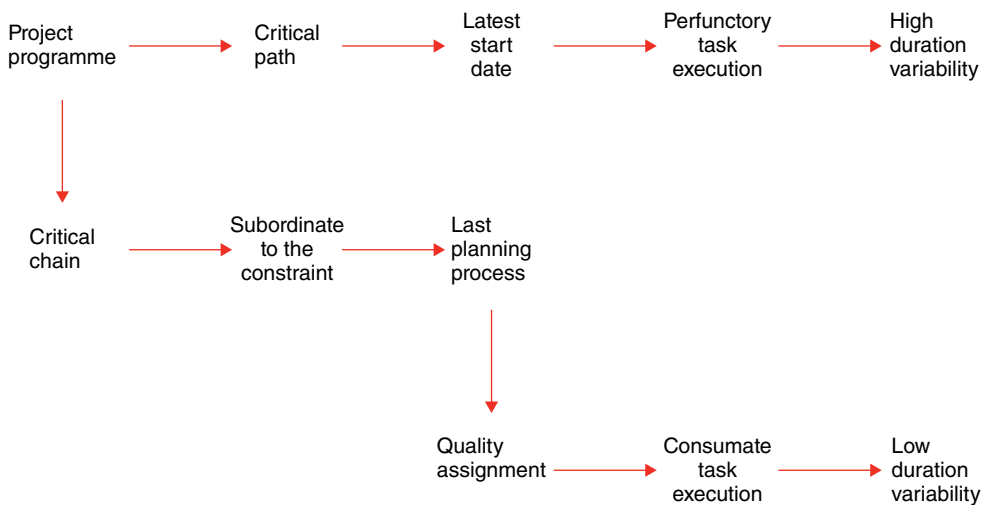 Project
programme
Critical
path
Latest
start
date
Perfunctory
task
execution
High
duration
variability
Critical
chain
Subordinate
to the
constraint
Last
planning
process
Quality
assignment
Consumate
task
execution
Low
duration
variability